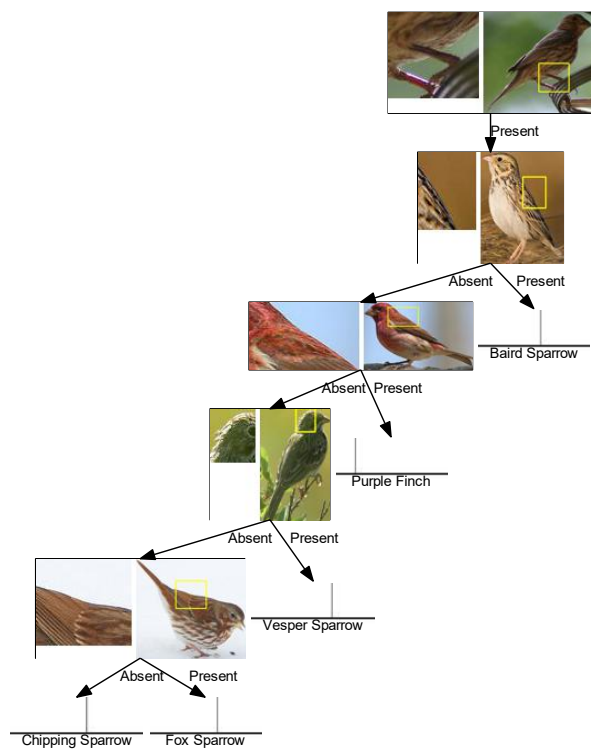 Present
Absent Present
Baird Sparrow
Absent Present
Purple Finch
Absent Present
Vesper Sparrow
Absent Present
Chipping Sparrow Fox Sparrow